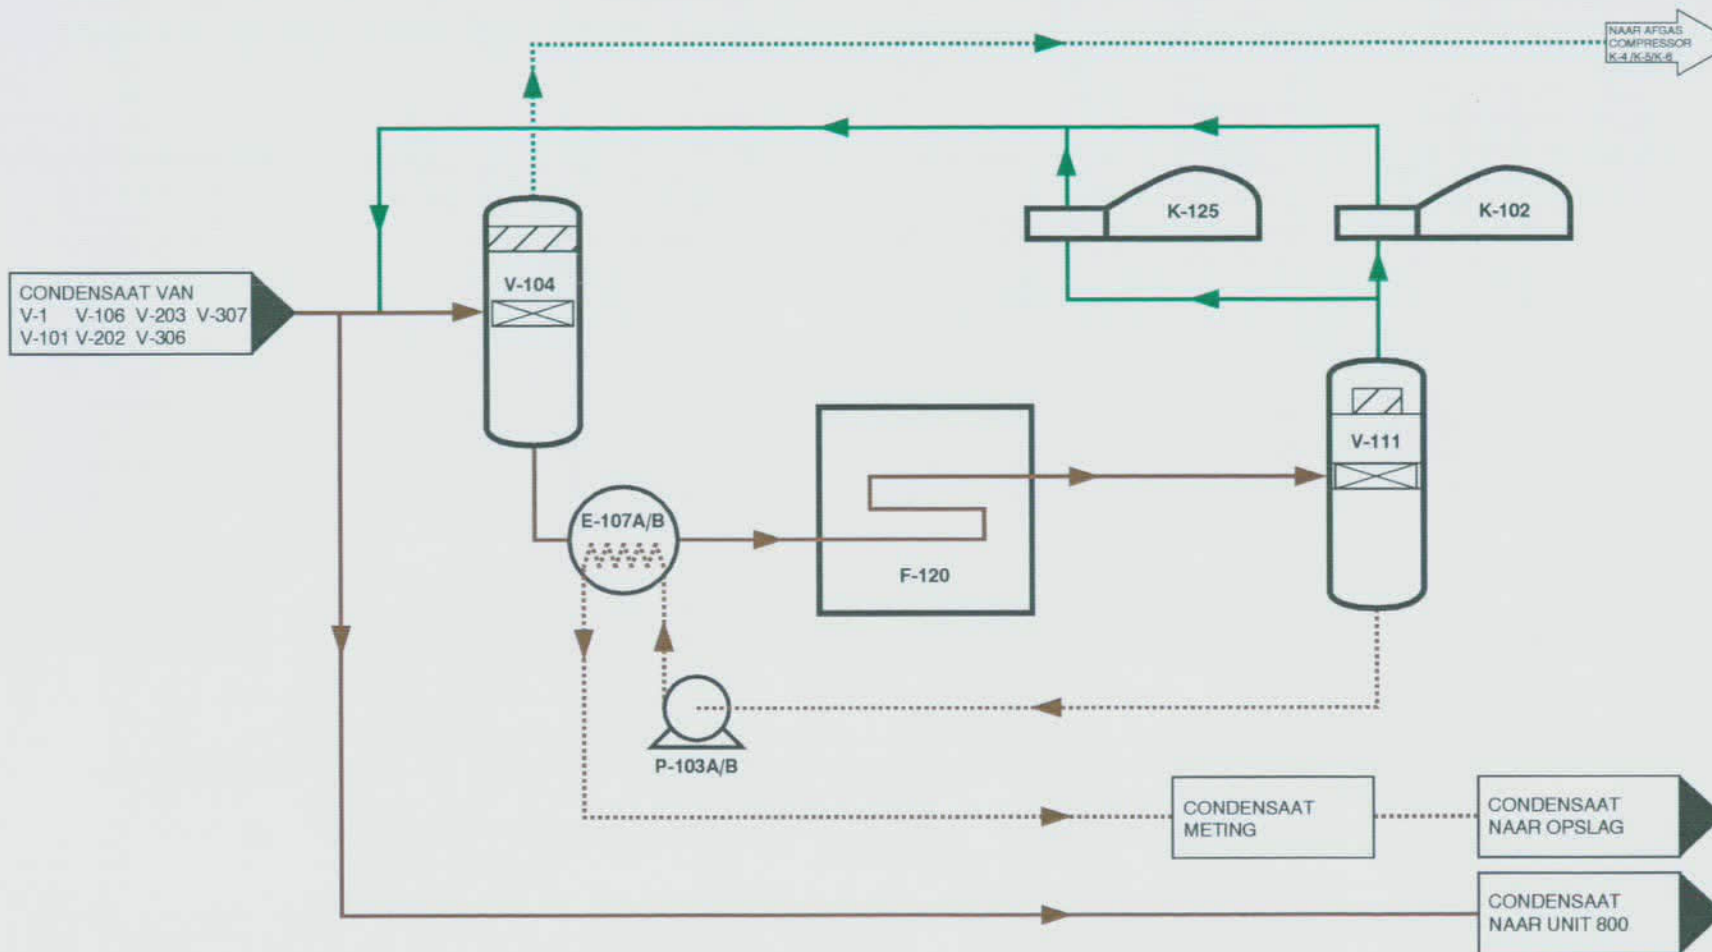 NAAR AFGAS
COMPRESSOR
K-4 /K-5/K-6
K-125
K-102
V-104
CONDENSAAT VAN
V-1 V-106 V-203 V-307
V-101 V-202 V-306
V-111
E-107A/B
F-120
P-103A/B
CONDENSAAT
METING
CONDENSAAT
NAAR OPSLAG
CONDENSAAT
NAAR UNIT 800